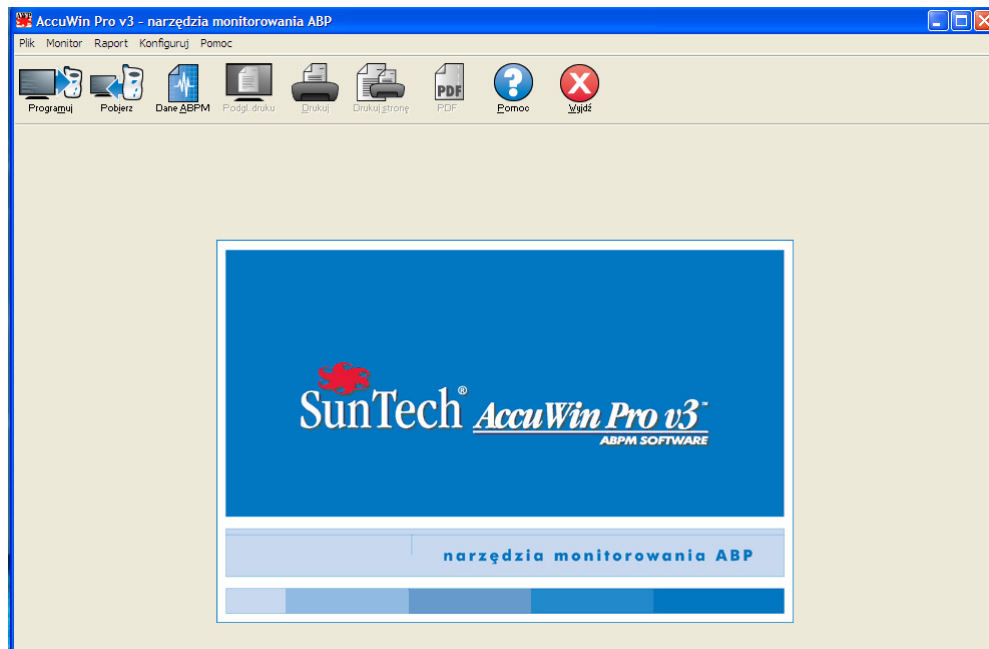 AccuWin Pro v3 - narzędzia monitorowania ABP
Plik Monitor Raport Konfiguruj Pomoc
PDF
Programuj Pobierz Dane ABPM Podgl. druku Drukuj Drukuj stronę PDF Pomoc Wyjdź
SunTech® AccuWin Pro v3™
ABPM SOFTWARE
narzędzia monitorowania ABP